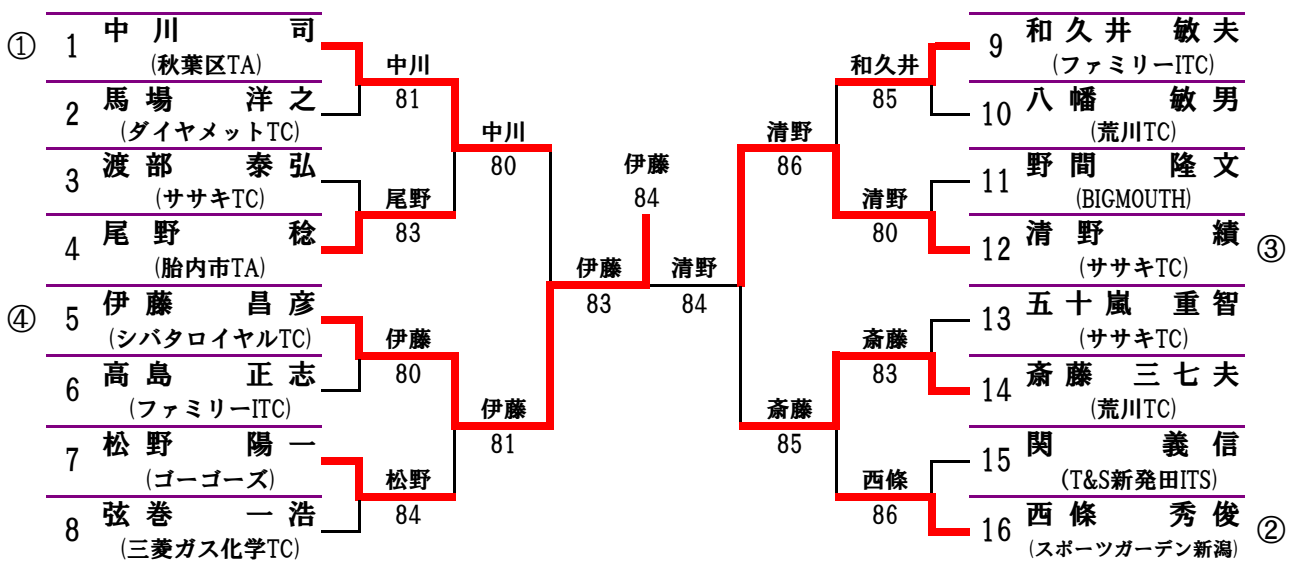 ①
1
中川 司
(秋葉区TA)
2
馬場 洋之
(ダイヤメットTC)
3
渡部 泰弘
(ササキTC)
4
尾野 稔
(胎内市TA)
④
5
伊藤 昌彦
(シバタロイヤルTC)
6
高島 正志
(ファミリーITC)
7
松野 陽一
(ゴーゴーズ)
8
弦巻 一浩
(三菱ガス化学TC)
中川
81
尾野
83
伊藤
80
松野
84
中川
80
伊藤
81
伊藤
83
伊藤
84
清野
84
清野
86
斎藤
85
和久井
85
清野
80
斎藤
83
西條
86
9
和久井 敏夫
(ファミリーITC)
10
八幡 敏男
(荒川TC)
11
野間 隆文
(BIGMOUTH)
12
清野 績
(ササキTC)
③
13
五十嵐 重智
(ササキTC)
14
斎藤 三七夫
(荒川TC)
15
関 義信
(T&S新発田ITS)
16
西條 秀俊
(スポーツガーデン新潟)
②